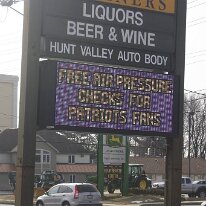 LIQUORS
BEER & WINE
HUNT VALLEY AUTO BODY
FREE AIR PRESSURE
CHECKS FOR
PATRIOTS FANS